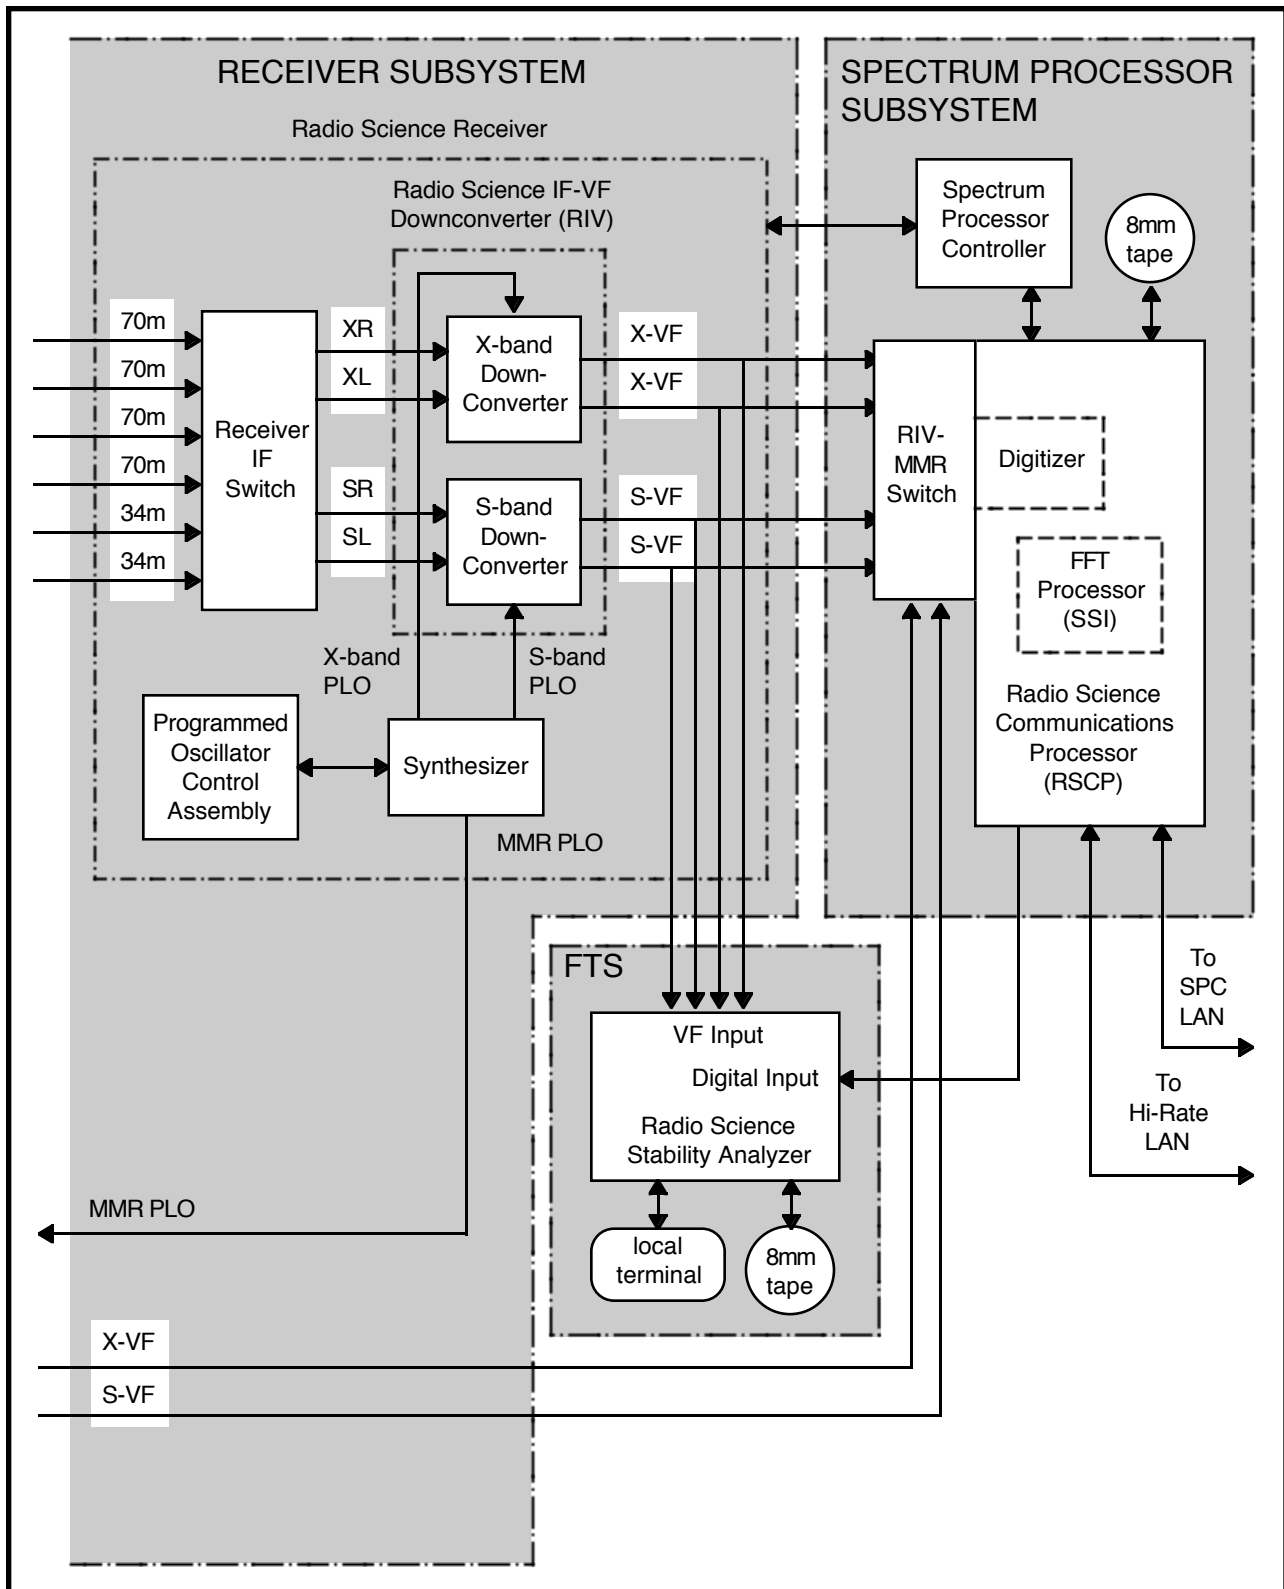 RECEIVER SUBSYSTEM
Radio Science Receiver
Radio Science IF-VF
Downconverter (RIV)
70m
70m
70m
70m
34m
34m
Receiver
IF
Switch
XR
XL
SR
SL
X-band
Down-
Converter
S-band
Down-
Converter
X-VF
X-VF
S-VF
S-VF
X-band
PLO
S-band
PLO
Programmed
Oscillator
Control
Assembly
Synthesizer
MMR PLO
SPECTRUM PROCESSOR
SUBSYSTEM
Spectrum
Processor
Controller
8mm
tape
RIV-
MMR
Switch
Digitizer
FFT
Processor
(SSI)
Radio Science
Communications
Processor
(RSCP)
To
SPC
LAN
To
Hi-Rate
LAN
FTS
VF Input
Digital Input
Radio Science
Stability Analyzer
local
terminal
8mm
tape
MMR PLO
X-VF
S-VF